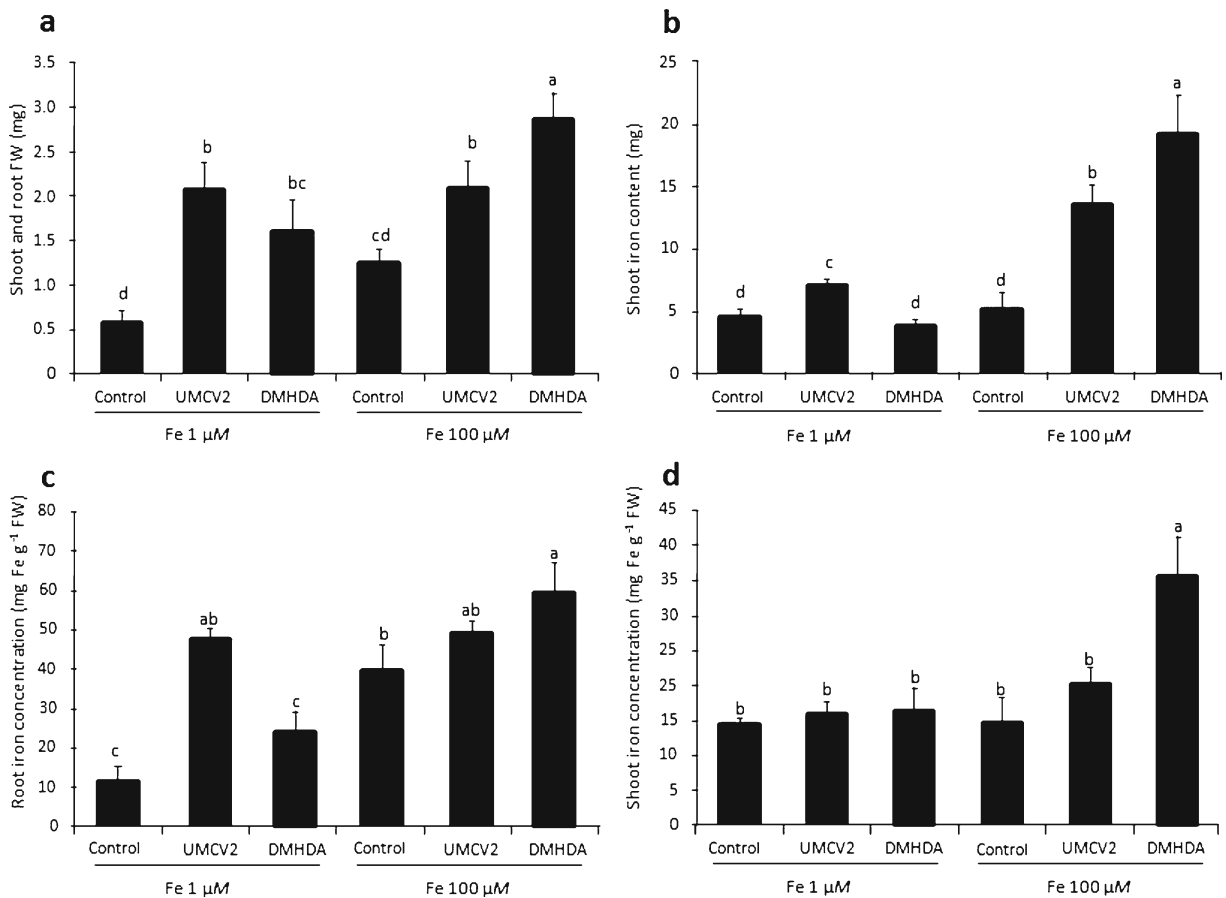 a
Shoot and root FW (mg)
3.5
3.0
2.5
2.0
1.5
1.0
0.5
0
d
b
bc
cd
b
a
Control UMCV2 DMHDA Control UMCV2 DMHDA
Fe 1 µM Fe 100 µM
b
Shoot iron content (mg)
25
20
15
10
5
0
d
c
d
d
b
a
Control UMCV2 DMHDA Control UMCV2 DMHDA
Fe 1 µM Fe 100 µM
c
Root iron concentration (mg Fe g⁻¹ FW)
80
70
60
50
40
30
20
10
0
c
ab
c
b
ab
a
Control UMCV2 DMHDA Control UMCV2 DMHDA
Fe 1 µM Fe 100 µM
d
Shoot iron concentration (mg Fe g⁻¹ FW)
45
40
35
30
25
20
15
10
5
0
b
b
b
b
b
a
Control UMCV2 DMHDA Control UMCV2 DMHDA
Fe 1 µM Fe 100 µM